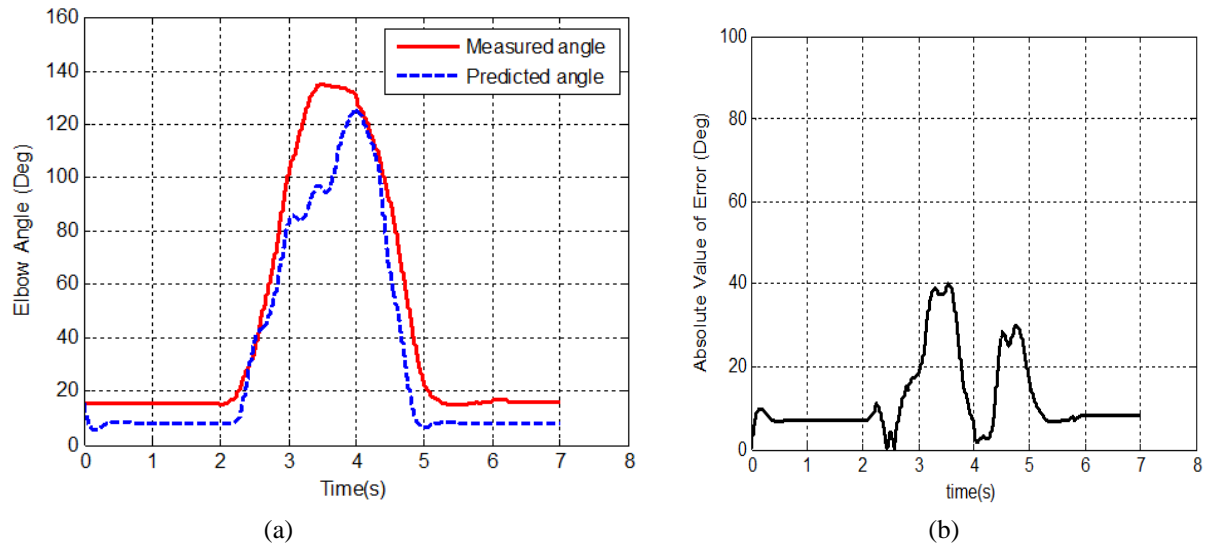 160
140
120
100
80
60
40
20
0
Elbow Angle (Deg)
Measured angle
Predicted angle
0 1 2 3 4 5 6 7 8
Time(s)
(a)
100
80
60
40
20
0
Absolute Value of Error (Deg)
0 1 2 3 4 5 6 7 8
time(s)
(b)